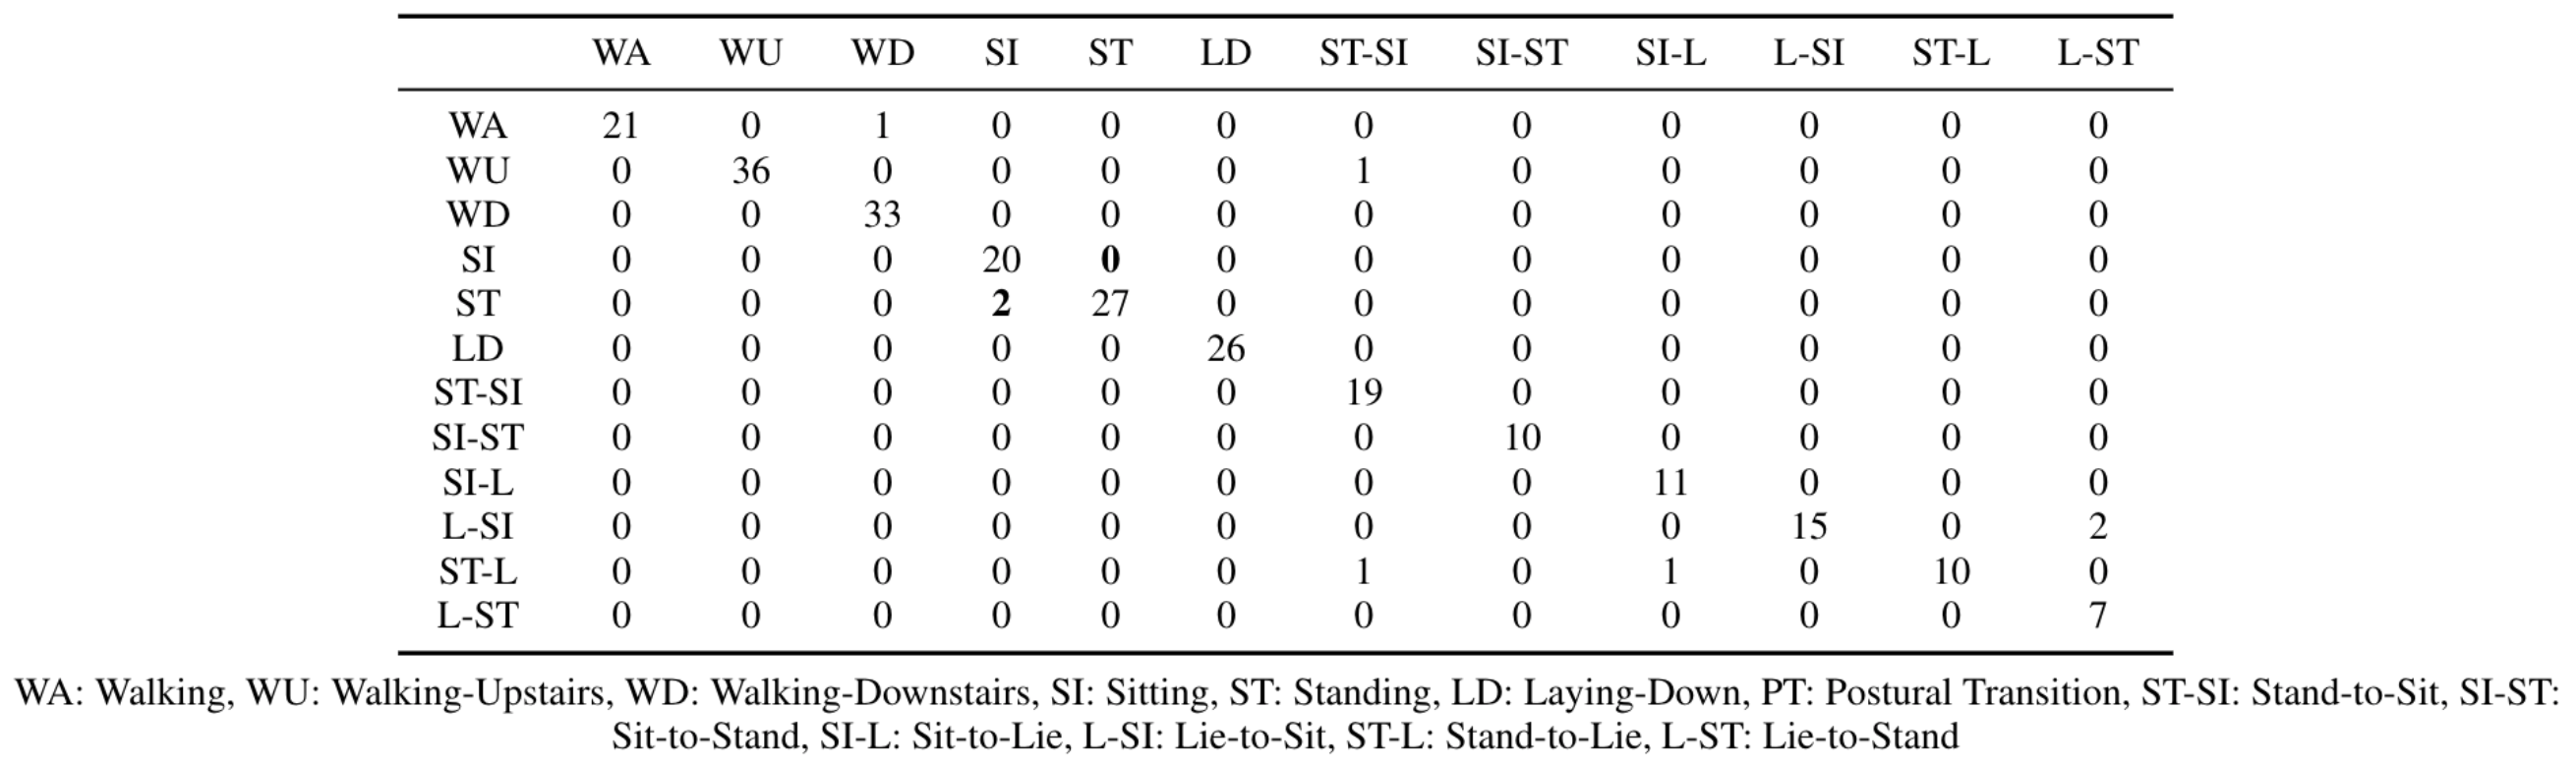 WA WU WD SI ST LD ST-SI SI-ST SI-L L-SI ST-L L-ST
WA 21 0 1 0 0 0 0 0 0 0 0 0
WU 0 36 0 0 0 0 1 0 0 0 0 0
WD 0 0 33 0 0 0 0 0 0 0 0 0
SI 0 0 0 20 0 0 0 0 0 0 0 0
ST 0 0 0 2 27 0 0 0 0 0 0 0
LD 0 0 0 0 0 26 0 0 0 0 0 0
ST-SI 0 0 0 0 0 0 19 0 0 0 0 0
SI-ST 0 0 0 0 0 0 0 10 0 0 0 0
SI-L 0 0 0 0 0 0 0 0 11 0 0 0
L-SI 0 0 0 0 0 0 0 0 0 15 0 2
ST-L 0 0 0 0 0 0 1 0 1 0 10 0
L-ST 0 0 0 0 0 0 0 0 0 0 0 7
WA: Walking, WU: Walking-Upstairs, WD: Walking-Downstairs, SI: Sitting, ST: Standing, LD: Laying-Down, PT: Postural Transition, ST-SI: Stand-to-Sit, SI-ST:
Sit-to-Stand, SI-L: Sit-to-Lie, L-SI: Lie-to-Sit, ST-L: Stand-to-Lie, L-ST: Lie-to-Stand